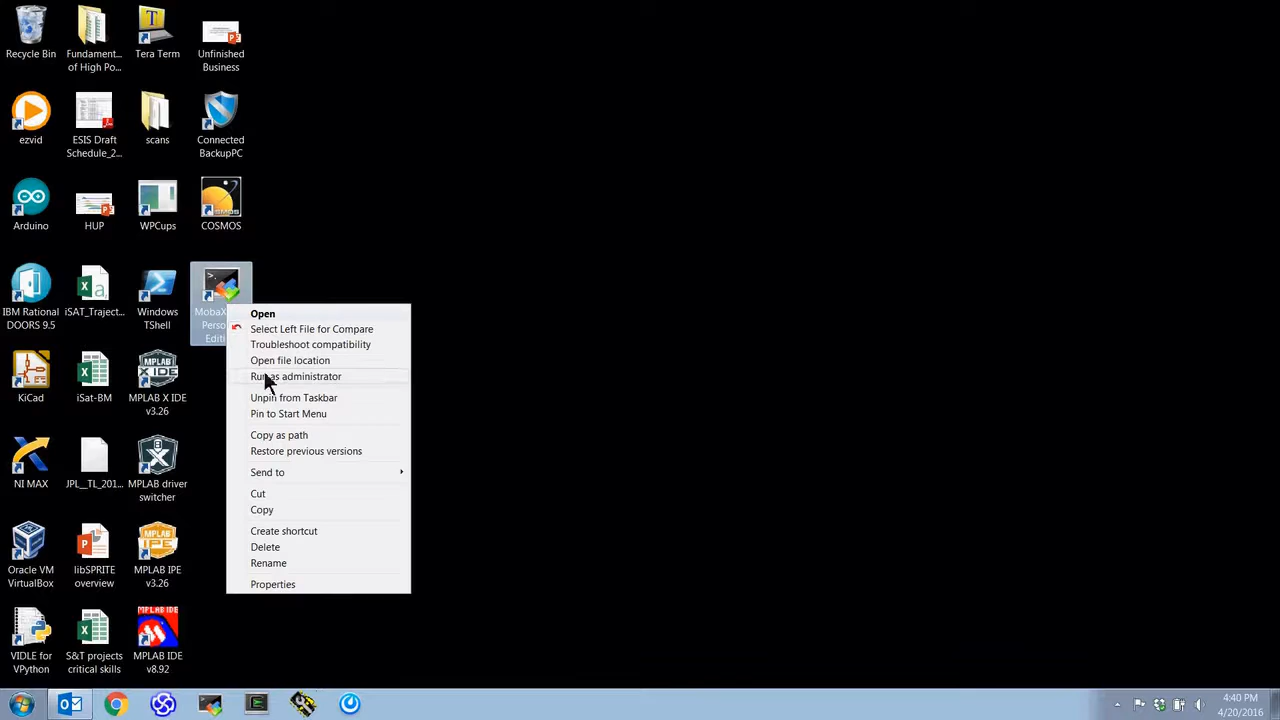 Recycle Bin
Fundament...
of High Po...
Tera Term
Unfinished
Business
ezvid
ESIS Draft
Schedule_2...
scans
Connected
BackupPC
Arduino
HUP
WPCups
COSMOS
IBM Rational
DOORS 9.5
iSAT_Traject...
Windows
TShell
MobaX
Perso
Editi
KiCad
iSat-BM
MPLAB X IDE
v3.26
NI MAX
JPL__TL_201...
MPLAB driver
switcher
Oracle VM
VirtualBox
libSPRITE
overview
MPLAB IPE
v3.26
VIDLE for
VPython
S&T projects
critical skills
MPLAB IDE
v8.92
Open
Select Left File for Compare
Troubleshoot compatibility
Open file location
Run as administrator
Unpin from Taskbar
Pin to Start Menu
Copy as path
Restore previous versions
Send to
Cut
Copy
Create shortcut
Delete
Rename
Properties
4:40 PM
4/20/2016